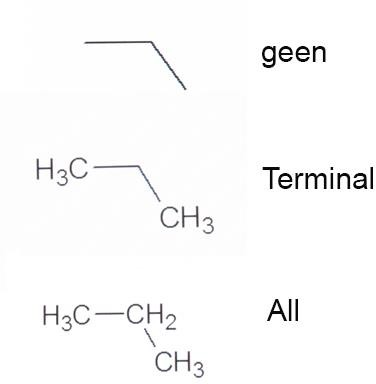 geen
H₃C
CH₃
Terminal
H₃C—CH₂
CH₃
All